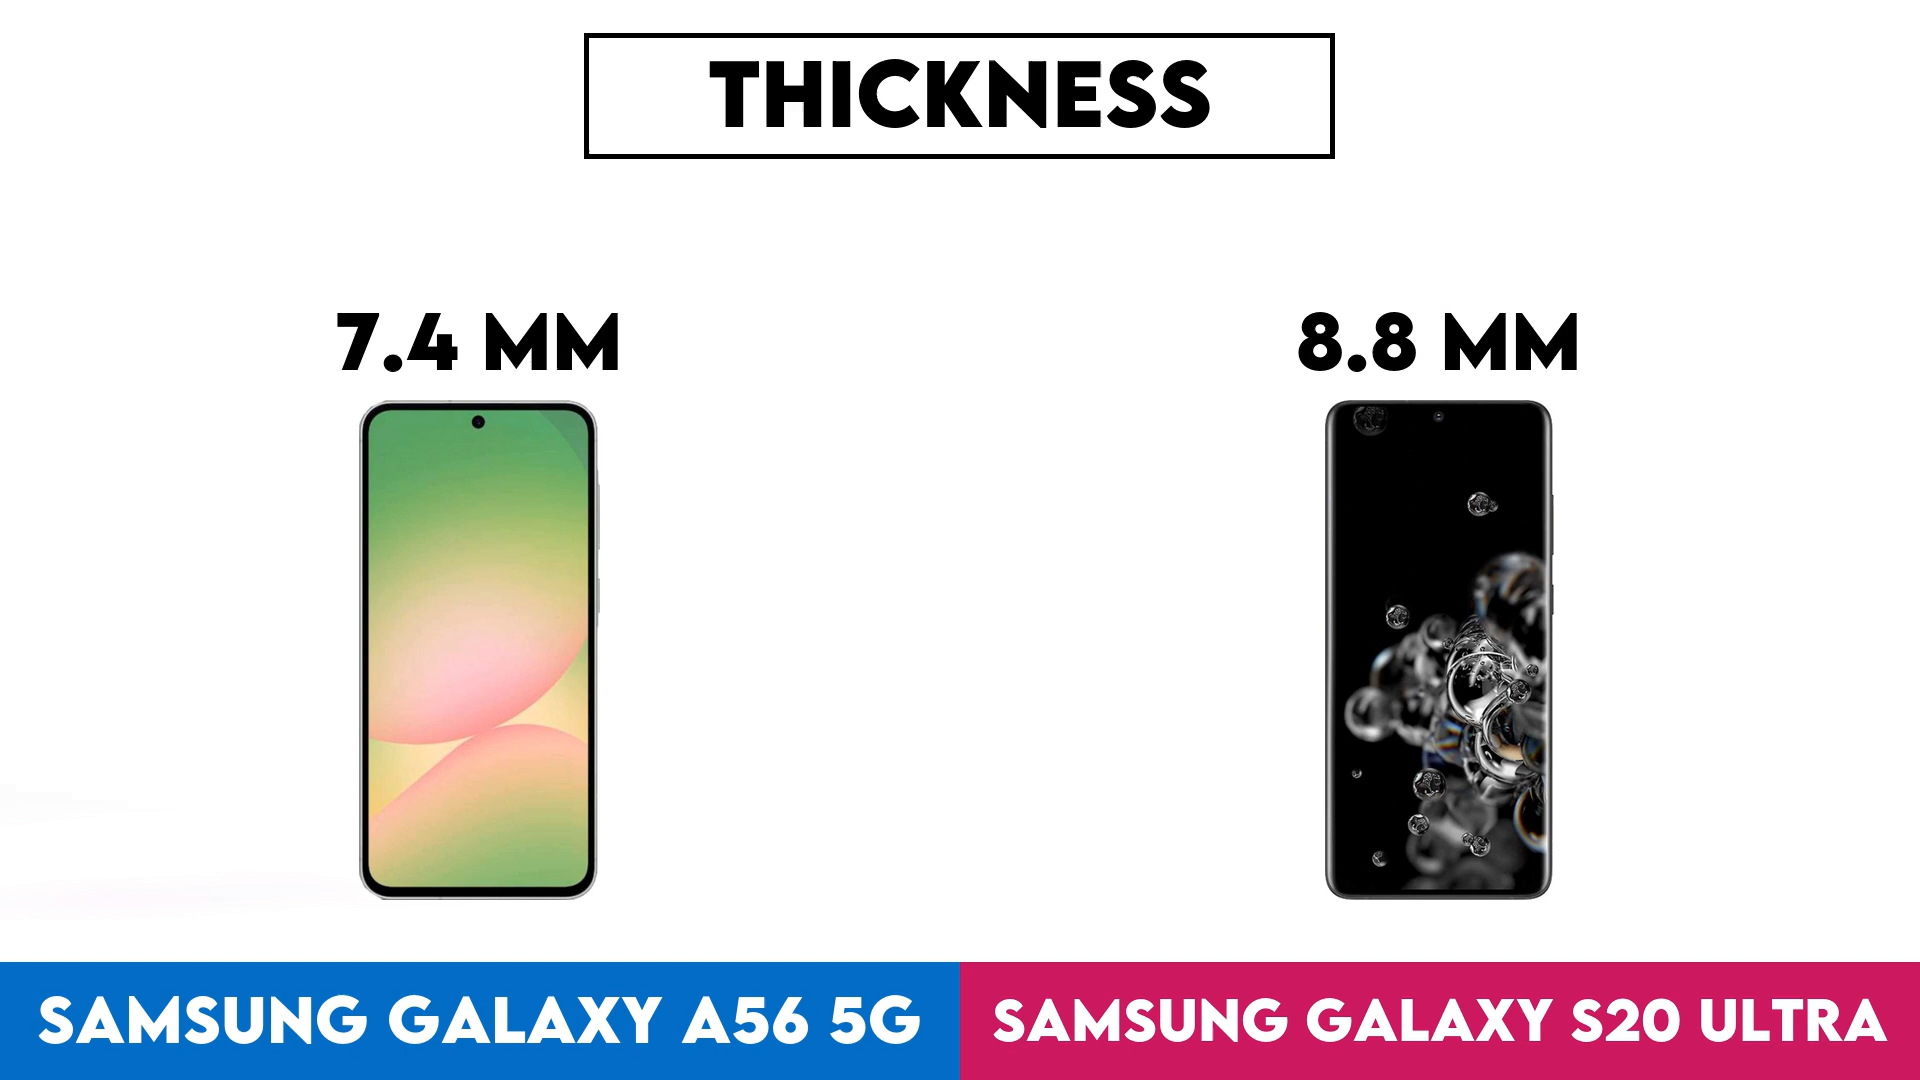 THICKNESS
7.4 MM
8.8 MM
SAMSUNG GALAXY A56 5G
SAMSUNG GALAXY S20 ULTRA